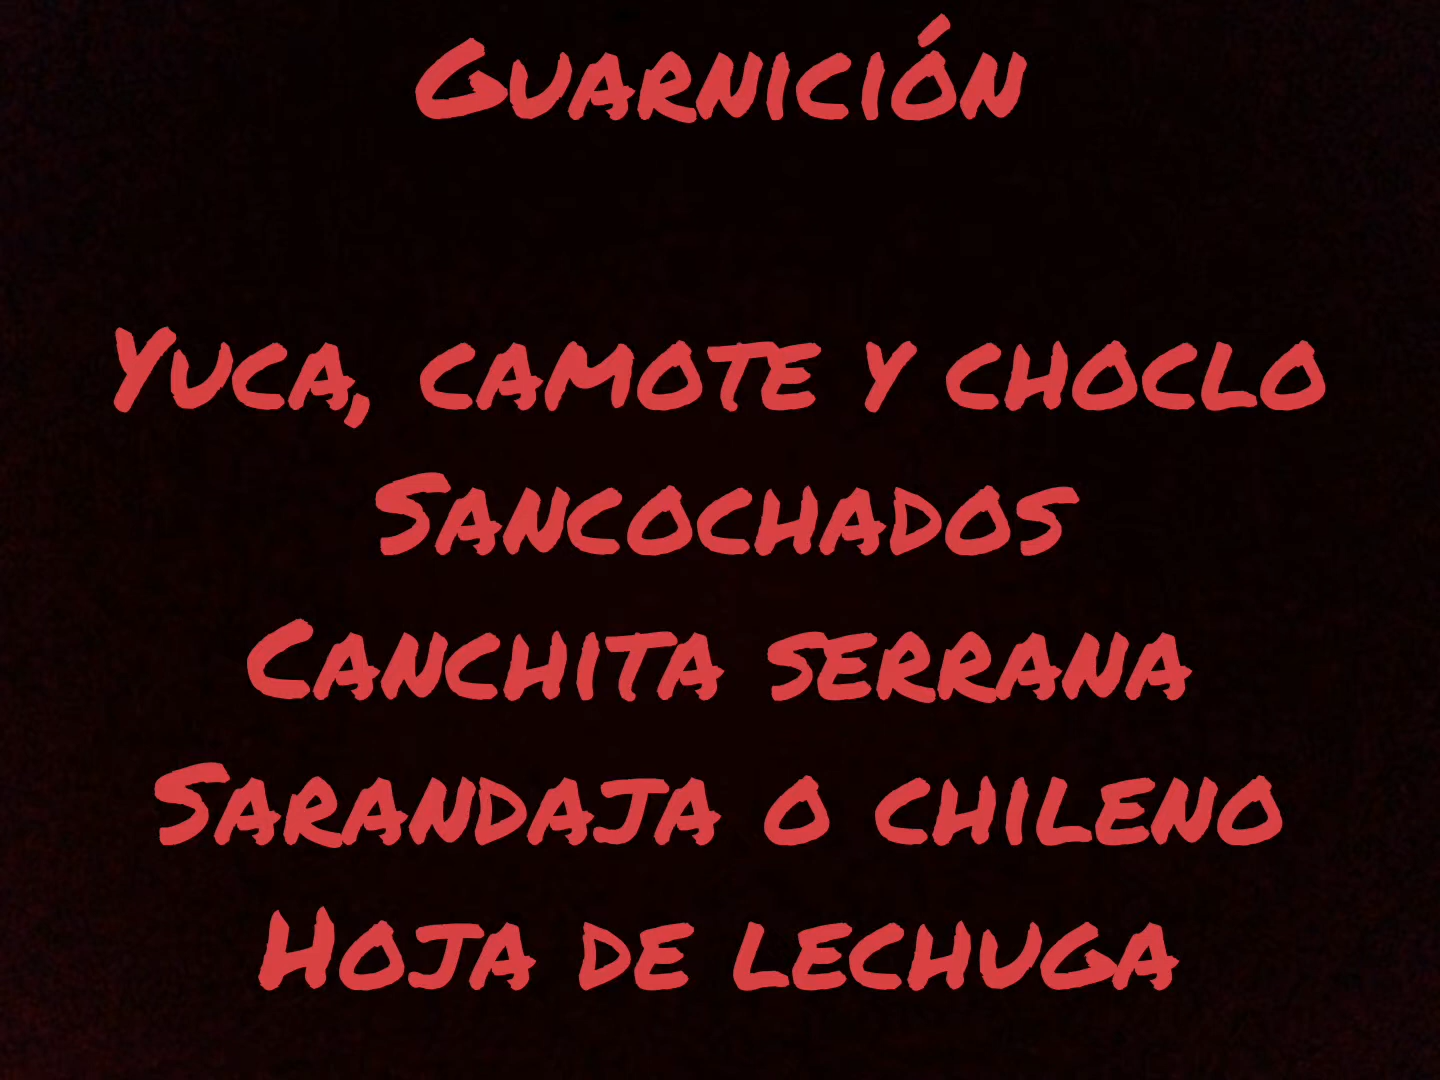 Guarnición
Yuca, camote y choclo
Sancochados
Canchita serrana
Sarandaja o chileno
Hoja de lechuga